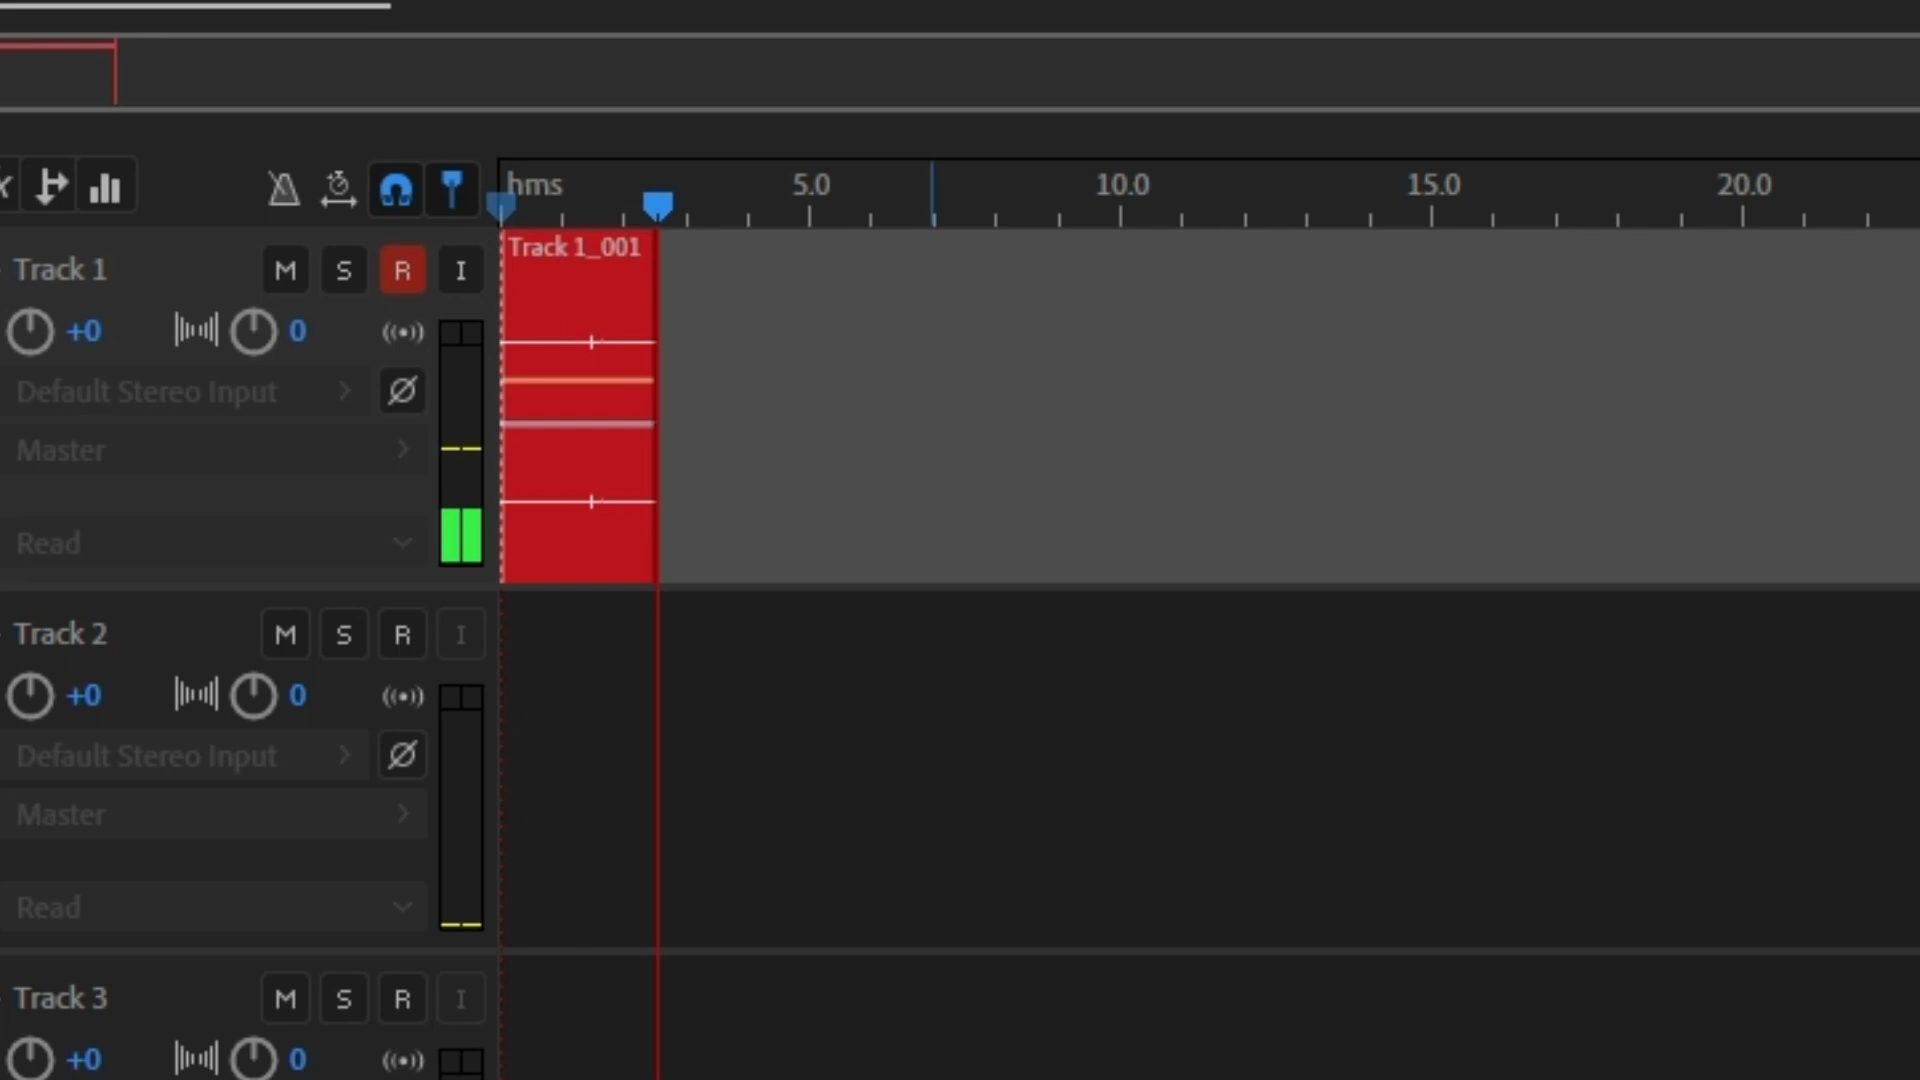 hms 5.0 10.0 15.0 20.0
Track 1 M S R I
Track 1_001
+0 0
Default Stereo Input
Master
Read
Track 2 M S R I
+0 0
Default Stereo Input
Master
Read
Track 3 M S R I
+0 0